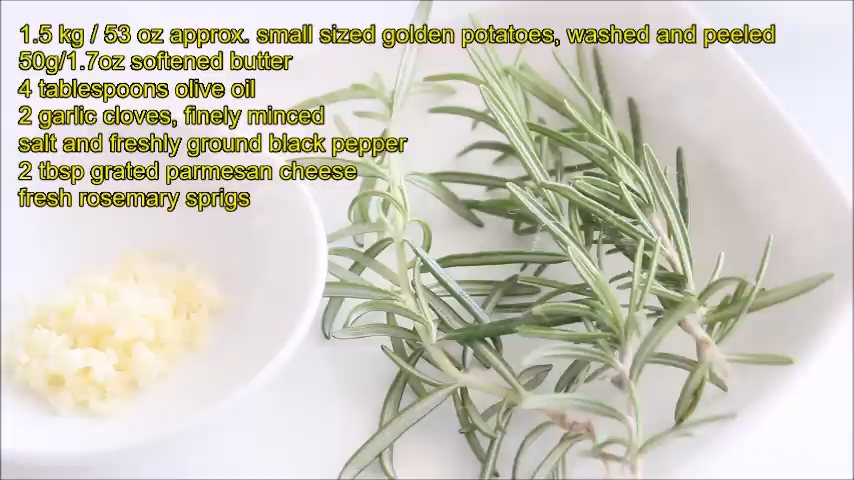 1.5 kg / 53 oz approx. small sized golden potatoes, washed and peeled
50g/1.7oz softened butter
4 tablespoons olive oil
2 garlic cloves, finely minced
salt and freshly ground black pepper
2 tbsp grated parmesan cheese
fresh rosemary sprigs